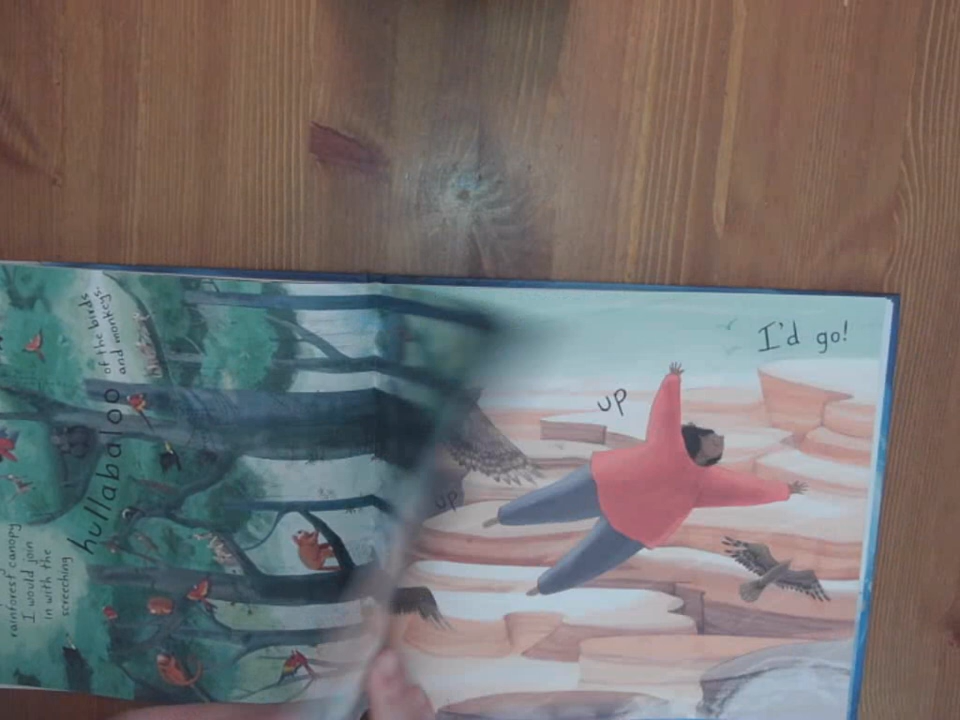 rainforest canopy
I would join
in with the
screeching
hullabaloo
of the birds
and monkeys.
up
up
I'd go!